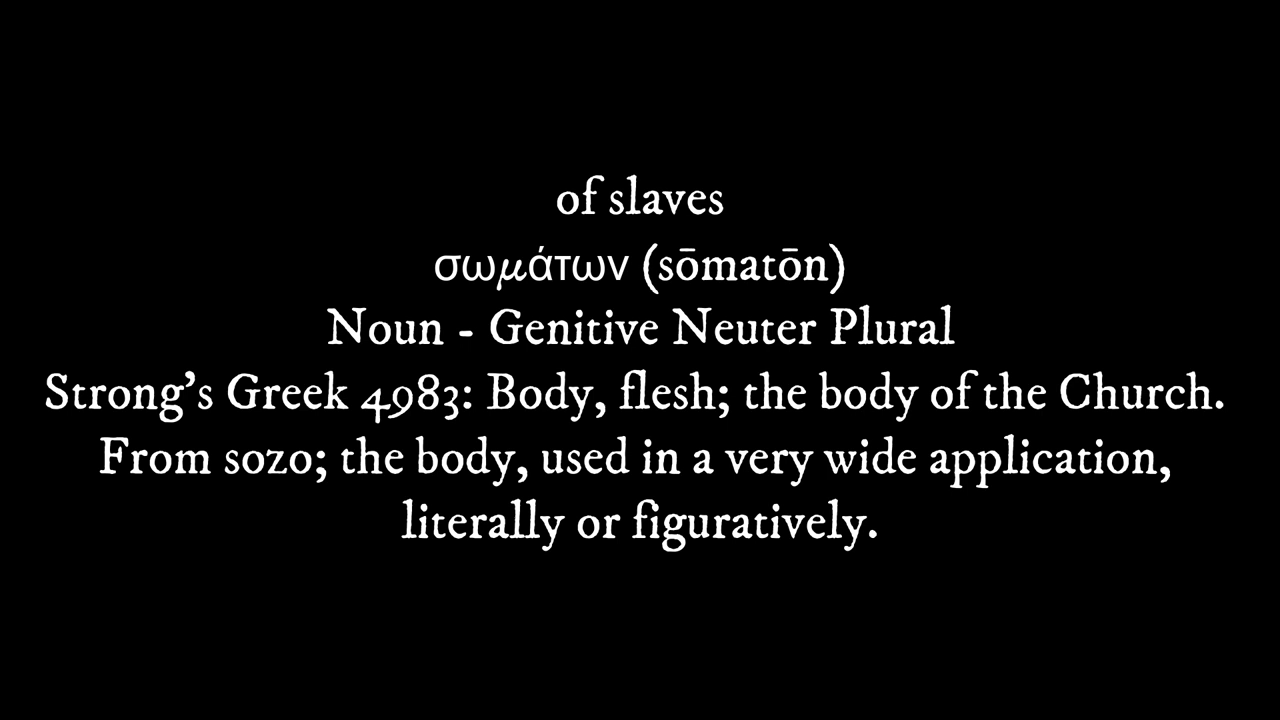 of slaves
σωμάτων (sōmatōn)
Noun - Genitive Neuter Plural
Strong’s Greek 4983: Body, flesh; the body of the Church.
From sozo; the body, used in a very wide application,
literally or figuratively.